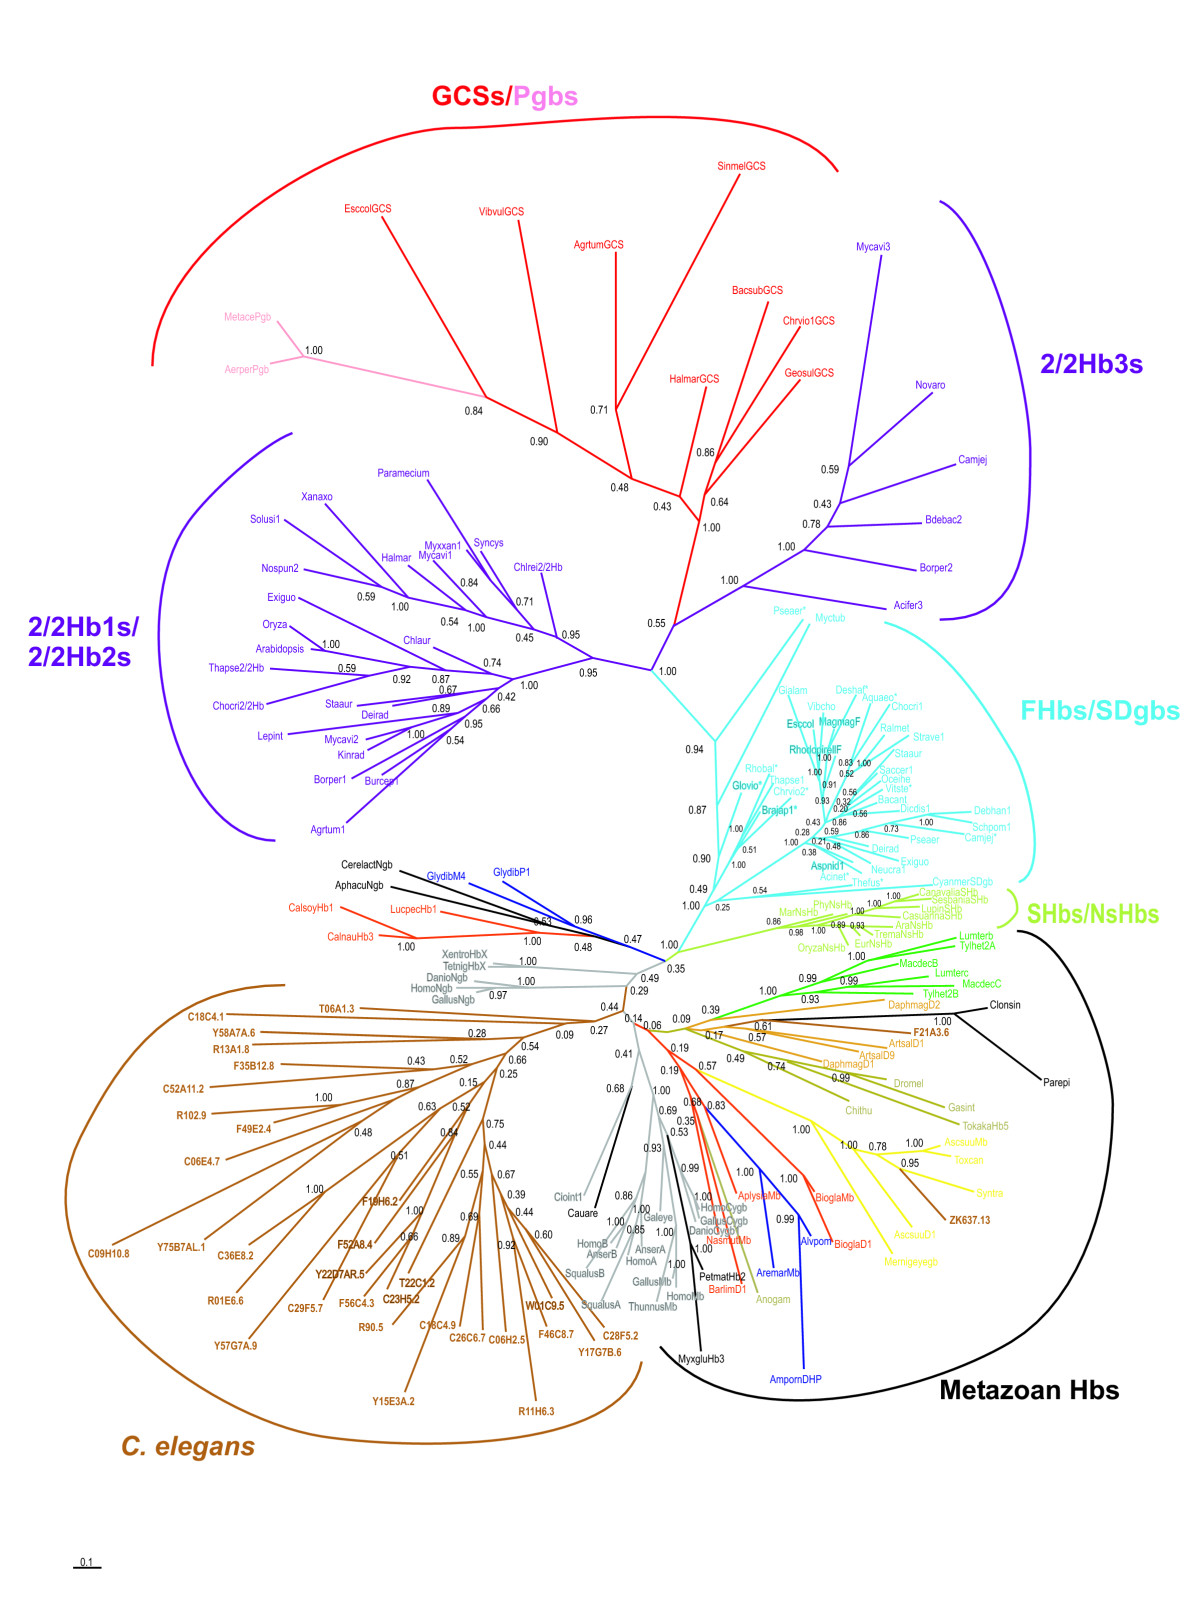 GCSs/Pgbs
SinmelGCS
EsccolGCS
VibvulGCS
AgrtumGCS
Mycavi3
BacsubGCS
MetacePgb
Chrvio1GCS
1.00
2/2Hb3s
AerperPgb
HalmarGCS
GeosulGCS
Novaro
0.84
0.71
0.90
0.86
Camjej
0.59
Paramecium
0.48
0.43
0.64
0.43
Xanaxo
Solusi1
1.00
0.78
Bdebac2
Myxxan1
Syncys
Halmar
Mycavi1
Chlrei2/2Hb
1.00
Nospun2
Borper2
0.84
1.00
0.59
1.00
0.71
Exiguo
Acifer3
0.54
1.00
0.45
0.95
0.55
Pseaer*
Myctub
2/2Hb1s/
2/2Hb2s
Oryza
Arabidopsis
1.00
Chlaur
Thapse2/2Hb
0.59
0.74
0.92
0.87
1.00
0.95
1.00
Chocri2/2Hb
0.67
0.42
Staaur
Deirad
0.89
0.66
Lepint
Mycavi2
1.00
0.95
Kinrad
0.54
Borper1
Burcep1
Agrtum1
FHbs/SDgbs
0.94
Gialam
Deshaf*
Aquaeo*
Vibcho
Chocri1
Esccol
MagmagF
Ralmet
Strave1
RhodopirellF
Staaur
1.00
0.83
1.00
1.00
0.52
Rhobal*
Thapse1
Glovio*
Chrvio2*
Saccer1
Ooeihe
0.91
Vitste*
0.56
Bacant
0.87
Brajap1*
0.93
0.32
0.20
0.56
Dicdis1
Debhan1
1.00
0.43
0.86
1.00
Schpom1
0.28
0.59
0.86
0.73
Camjej*
Pseaer
0.51
1.00
0.21
0.48
Deirad
0.90
1.00
0.38
Exiguo
Aspnid1
Neucra1
Acinet*
Thefus*
CyanmerSDgb
0.49
0.54
1.00
0.25
CerelactNgb
GlydibM4
GlydibP1
AphacuNgb
CalsoyHb1
LucpecHb1
0.53
0.96
CalnauHb3
1.00
1.00
0.48
0.47
CanavaliaSHb
SesbaniaSHb
PhyNsHb
1.00
1.00
LupinSHb
MarNsHb
1.00
CasuarinaSHb
SHbs/NsHbs
0.86
0.98
1.00
0.89
0.93
AraNsHb
TremaNsHb
OryzaNsHb
EurNsHb
1.00
0.35
XentroHbX
1.00
TetnigHbX
DanioNgb
1.00
HomoNgb
0.97
GallusNgb
0.49
0.29
Lumterb
Tylhet2A
1.00
MacdecB
Lumterc
0.99
0.99
MacdecC
1.00
0.93
Tylhet2B
DaphmagD2
Clonsin
T06A1.3
C18C4.1
0.44
0.14
0.06
0.09
0.39
0.61
1.00
Y58A7A.6
0.28
0.09
0.27
0.17
0.57
F21A3.6
R13A1.8
0.54
ArtsalD1
0.41
0.19
0.49
ArtsalD9
F35B12.8
0.43
0.52
0.66
0.74
DaphmagD1
0.19
0.57
0.99
Parepi
C52A11.2
0.87
0.15
0.25
0.68
1.00
Dromel
R102.9
1.00
0.63
0.52
0.68
0.83
Chithu
Gasint
F49E2.4
0.48
0.84
0.75
0.69
0.35
0.53
TokakaHb5
1.00
C06E4.7
0.44
0.93
1.00
0.78
1.00
AscsuuMb
0.51
Toxcan
0.55
0.67
0.99
1.00
0.95
1.00
0.39
0.86
1.00
1.00
Syntra
F19H6.2
Cioint1
HomoCygb
AplysiaMb
BioglaMb
1.00
0.44
Cauare
Galeye
GallusCygb
ZK637.13
0.69
1.00
1.00
DanioCygb1
0.99
AscsuuD1
C09H10.8
Y75B7AL.1
C36E8.2
F52A8.4
0.66
0.89
0.92
0.60
HomoB
0.85
AnserA
NasmutMb
Alvpom
BioglaD1
AnserB
HomoA
1.00
Mermgeyegb
Y22D7AR.5
T22C1.2
SqualusB
GallusMb
1.00
PetmatHb2
AremarMb
R01E6.6
C29F5.7
F56C4.3
C23H5.2
W01C9.5
SqualusA
ThunnusMb
HomoMb
BarlimD1
Anogam
R90.5
C18C4.9
C26C6.7
C06H2.5
F46C8.7
C28F5.2
Y57G7A.9
Y17G7B.6
MyxgluHb3
AmpornDHP
Y15E3A.2
R11H6.3
Metazoan Hbs
C. elegans
0.1